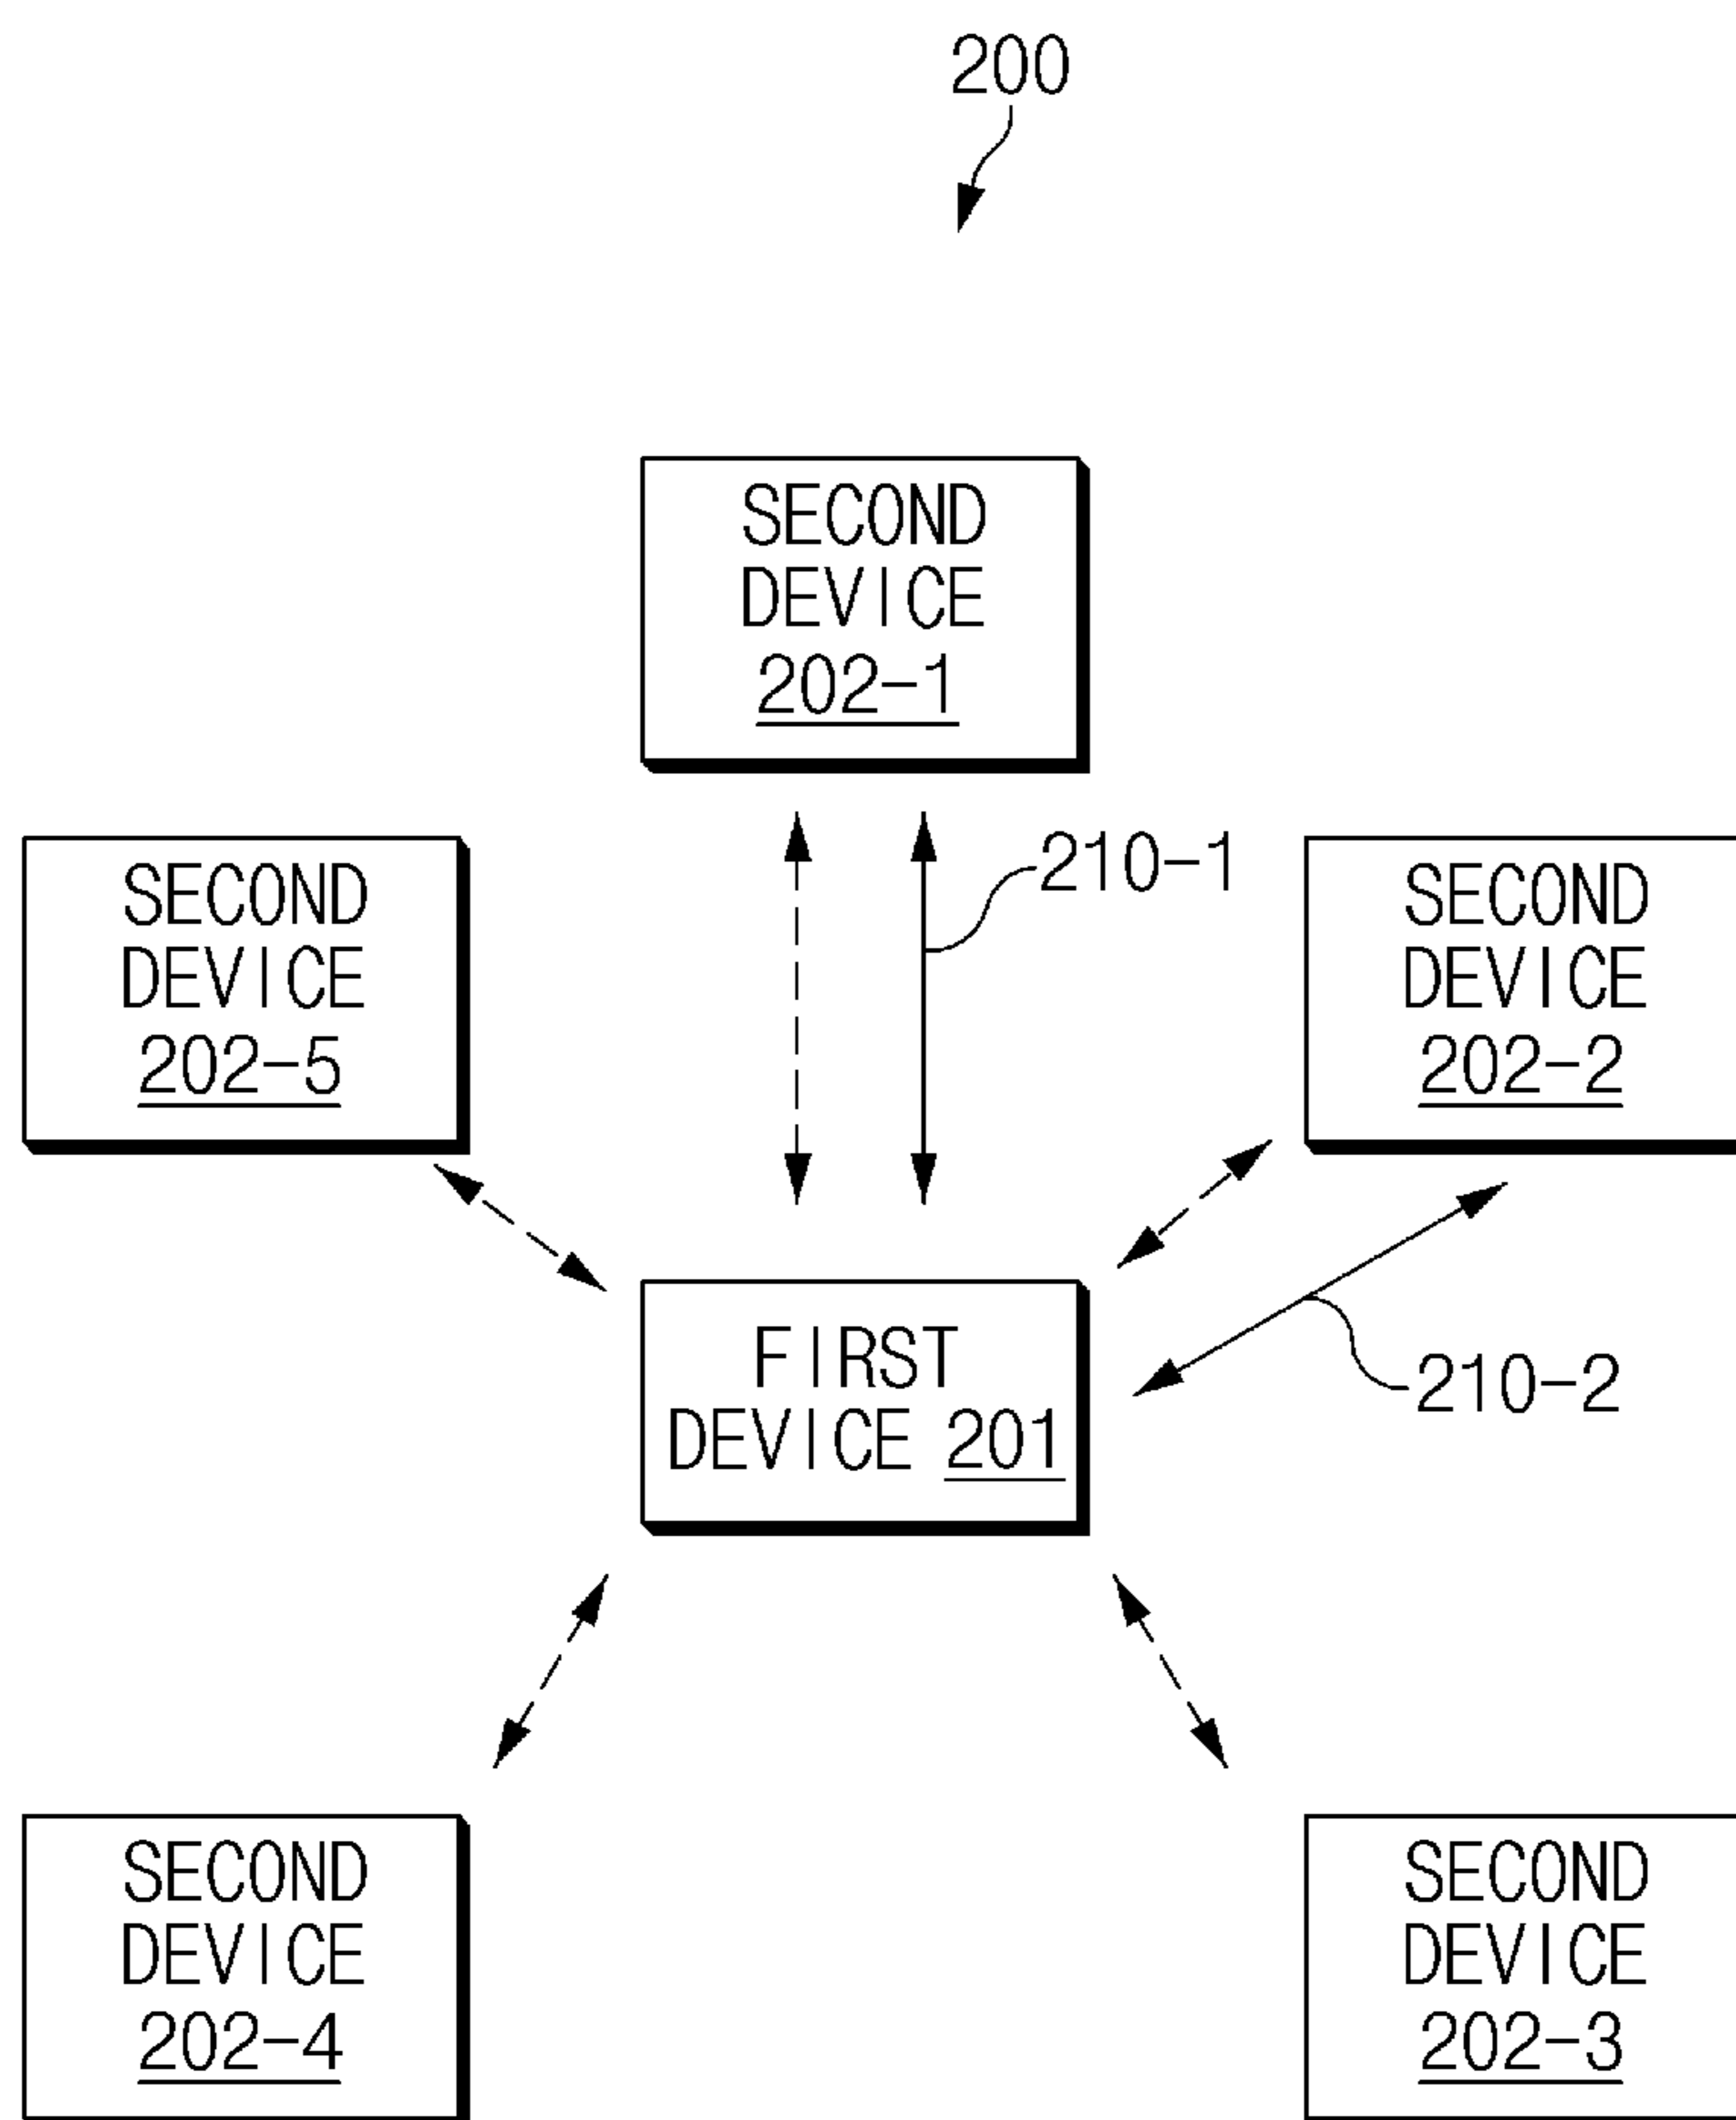 200
SECOND
DEVICE
202-1
210-1
SECOND
DEVICE
202-5
SECOND
DEVICE
202-2
FIRST
DEVICE 201
210-2
SECOND
DEVICE
202-4
SECOND
DEVICE
202-3